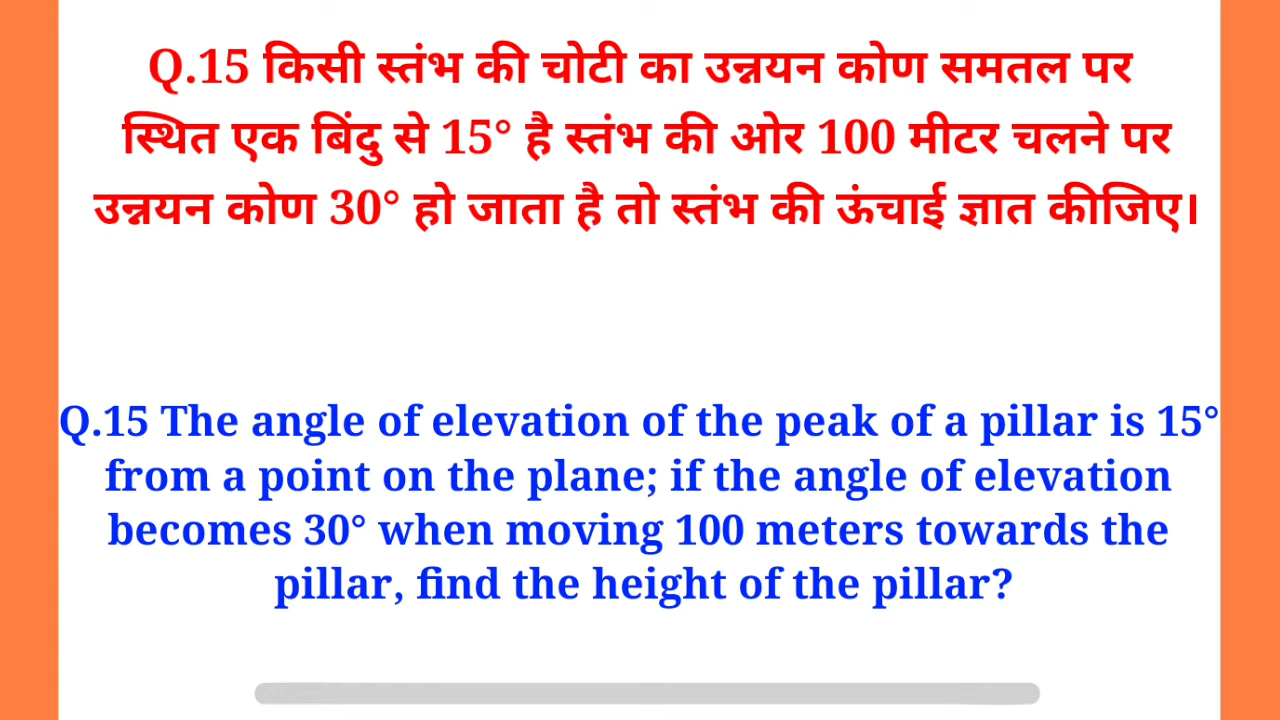 Q.15 किसी स्तंभ की चोटी का उन्नयन कोण समतल पर
स्थित एक बिंदु से 15° है स्तंभ की ओर 100 मीटर चलने पर
उन्नयन कोण 30° हो जाता है तो स्तंभ की ऊंचाई ज्ञात कीजिए।
Q.15 The angle of elevation of the peak of a pillar is 15°
from a point on the plane; if the angle of elevation
becomes 30° when moving 100 meters towards the
pillar, find the height of the pillar?